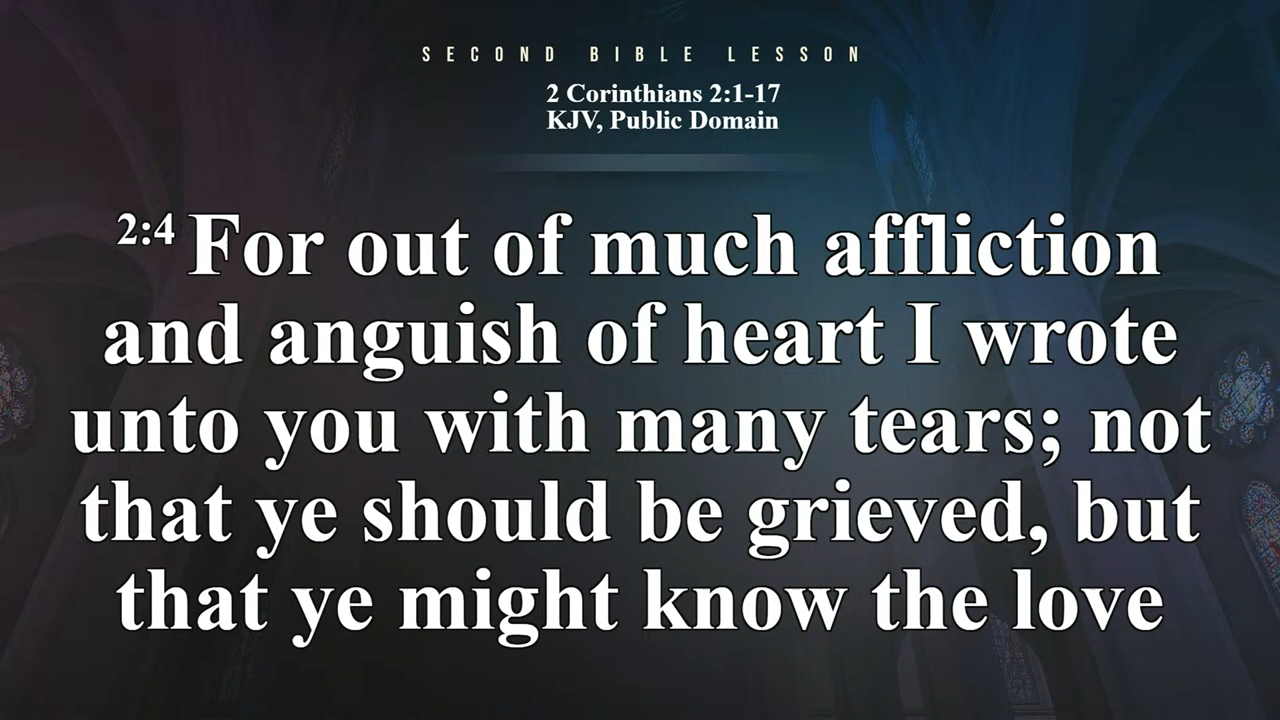 SECOND BIBLE LESSON
2 Corinthians 2:1-17
KJV, Public Domain
2:4 For out of much affliction
and anguish of heart I wrote
unto you with many tears; not
that ye should be grieved, but
that ye might know the love